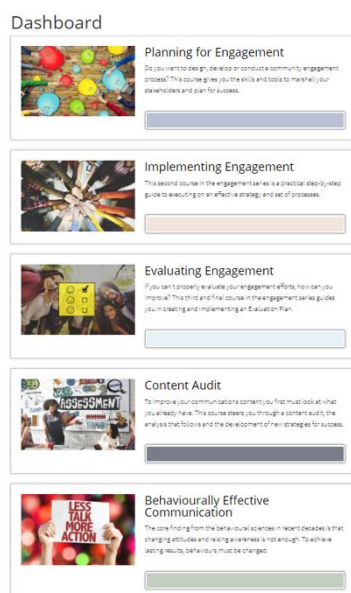 Dashboard
Planning for Engagement
Do you want to design, develop or conduct a community engagement
process? This course gives you the skills and tools to marshall your
stakeholders and plan for success.
Implementing Engagement
This second course in the engagement series is a practical step-by-step
guide to executing on an effective strategy and set of processes.
Evaluating Engagement
If you can't properly evaluate your engagement efforts, how can you
improve? This third and final course in the engagement series guides
you in creating and implementing an Evaluation Plan.
ASSESSMENT
Content Audit
To improve your communications content you first must look at what
you already have. This course steers you through a content audit, the
analysis that follows and the development of new strategies for success.
LESS
TALK
MORE
ACTION
Behaviourally Effective
Communication
The core finding from the behavioural sciences in recent decades is that
changing attitudes and raising awareness is not enough. To achieve
lasting results, behaviours must be changed.